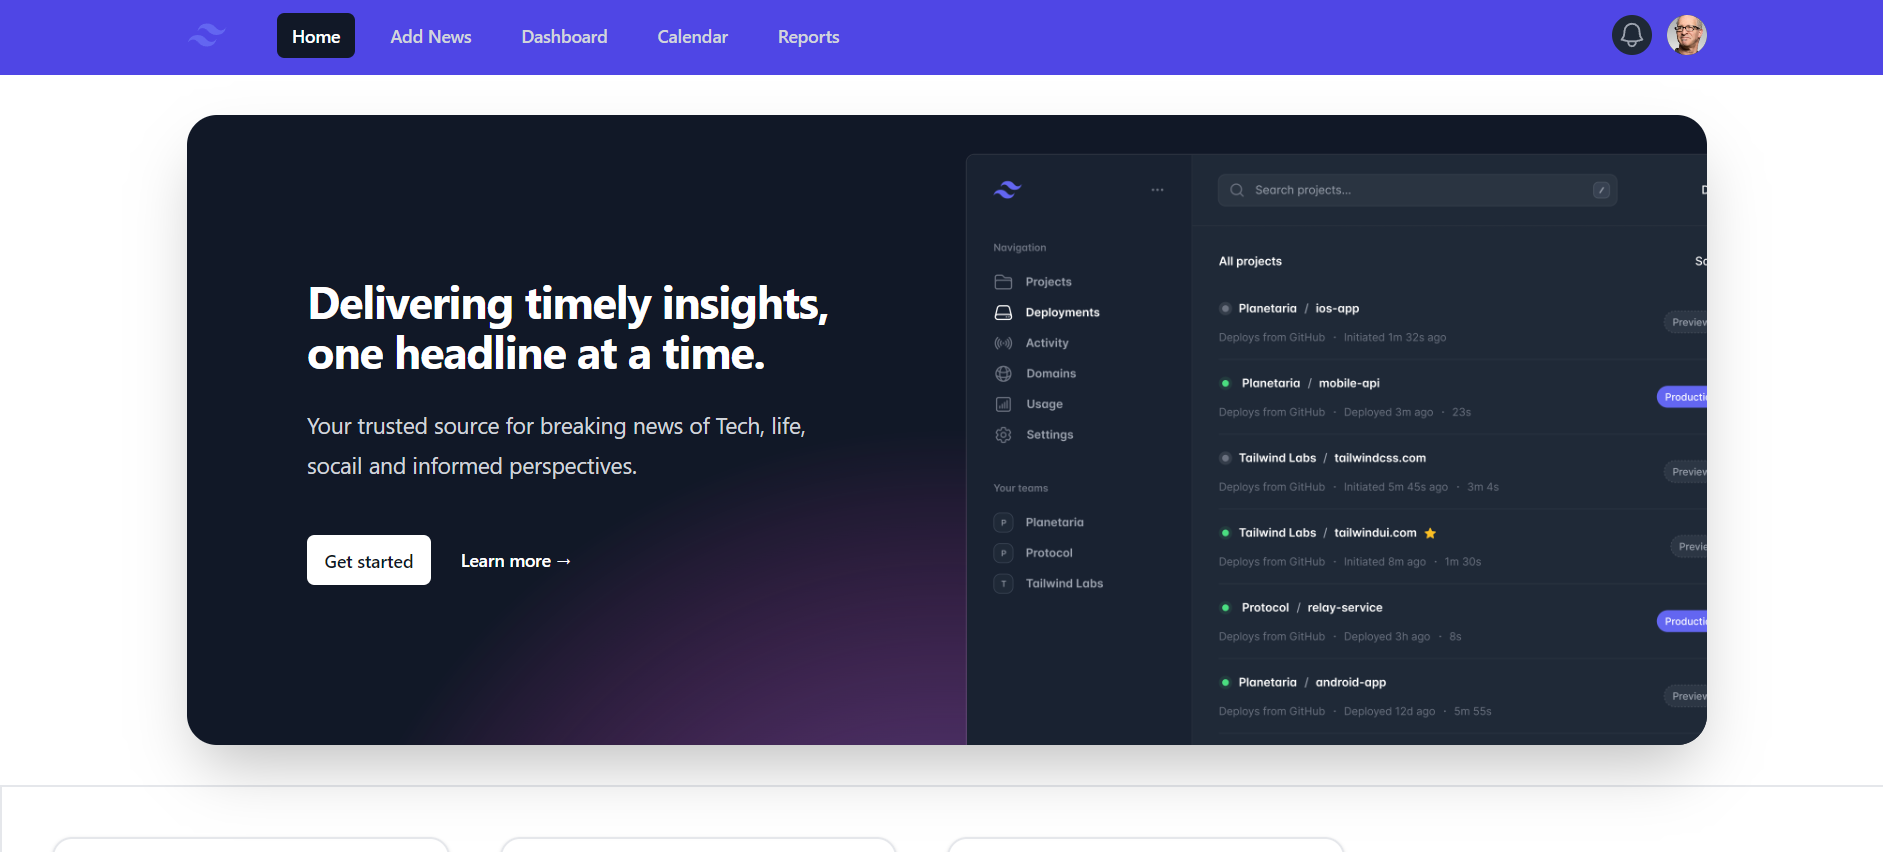 Home Add News Dashboard Calendar Reports
Delivering timely insights,
one headline at a time.
Your trusted source for breaking news of Tech, life,
socail and informed perspectives.
Get started Learn more →
Navigation
Projects
Deployments
Activity
Domains
Usage
Settings
Your teams
P Planetaria
P Protocol
T Tailwind Labs
Search projects... /
All projects
Planetaria / ios-app
Deploys from GitHub · Initiated 1m 32s ago
Preview
Planetaria / mobile-api
Deploys from GitHub · Deployed 3m ago · 23s
Productio
Tailwind Labs / tailwindcss.com
Deploys from GitHub · Initiated 5m 45s ago · 3m 4s
Preview
Tailwind Labs / tailwindui.com
Deploys from GitHub · Initiated 8m ago · 1m 30s
Previe
Protocol / relay-service
Deploys from GitHub · Deployed 3h ago · 8s
Productio
Planetaria / android-app
Deploys from GitHub · Deployed 12d ago · 5m 55s
Preview